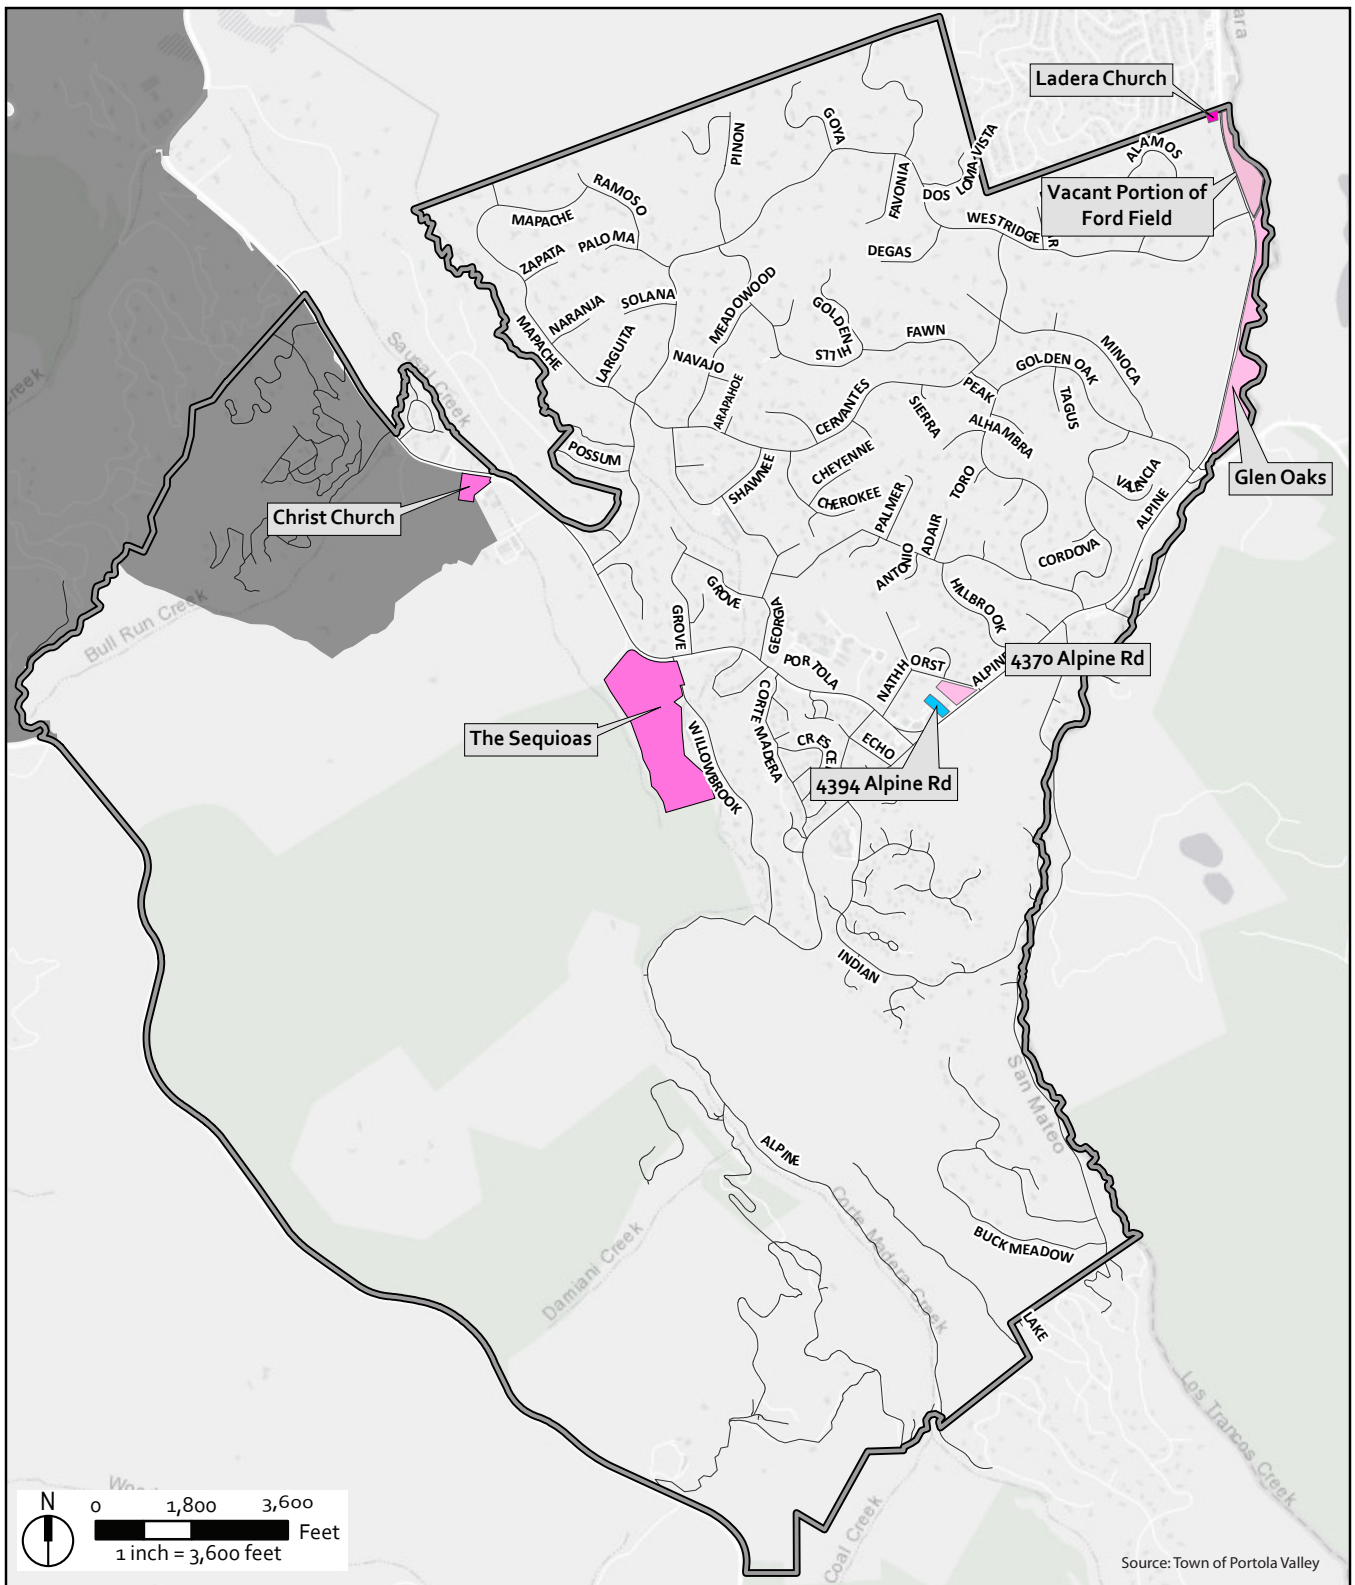 ara
Ladera Church
GOYA
PINON
LOMA VISTA
ALAMOS
RAMOSO
FAVONIA
DOS
Vacant Portion of
Ford Field
MAPACHE
WESTRIDGE
PALOMA
ZAPATA
DEGAS
MEADOWOOD
SOLANA
NARANJA
GOLDEN
HILLS
MAPACHE
FAWN
Sausal Creek
LARGUITA
MINOCA
NAVAJO
GOLDEN OAK
Creek
PEAK
ARAPAHOE
CERVANTES
SIERRA
TAGUS
ALHAMBRA
POSSUM
CHEYENNE
SHAWNEE
VALENCIA
Glen Oaks
TORO
CHEROKEE
PALMER
ALPINE
Christ Church
ADAIR
CORDOVA
ANTONIO
GROVE
HILLBROOK
Bull Run Creek
GROVE
GEORGIA
PORTOLA
NATHHORST
ALPINE
4370 Alpine Rd
CORTE MADERA
The Sequioas
WILLOWBROOK
CRESCE
ECHO
4394 Alpine Rd
INDIAN
San Mateo
ALPINE
Corte Madera Creek
Damiani Creek
BUCK MEADOW
LAKE
Los Trancos Creek
Coal Creek
N
0 1,800 3,600
Feet
1 inch = 3,600 feet
Source: Town of Portola Valley